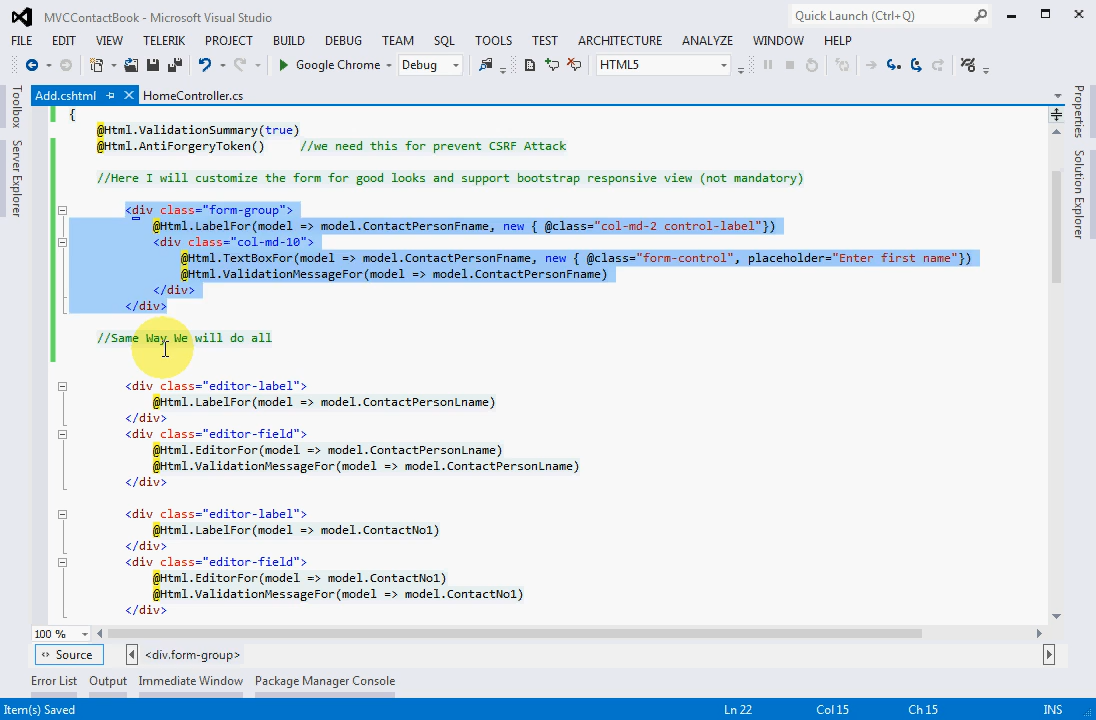 MVCContactBook - Microsoft Visual Studio
Quick Launch (Ctrl+Q)
FILE EDIT VIEW TELERIK PROJECT BUILD DEBUG TEAM SQL TOOLS TEST ARCHITECTURE ANALYZE WINDOW HELP
Google Chrome Debug HTML5
Add.cshtml HomeController.cs
Toolbox
Server Explorer
Properties
Solution Explorer
{
@Html.ValidationSummary(true)
@Html.AntiForgeryToken() //we need this for prevent CSRF Attack
//Here I will customize the form for good looks and support bootstrap responsive view (not mandatory)
<div class="form-group">
@Html.LabelFor(model => model.ContactPersonFname, new { @class="col-md-2 control-label"})
<div class="col-md-10">
@Html.TextBoxFor(model => model.ContactPersonFname, new { @class="form-control", placeholder="Enter first name"})
@Html.ValidationMessageFor(model => model.ContactPersonFname)
</div>
</div>
//Same Way We will do all
<div class="editor-label">
@Html.LabelFor(model => model.ContactPersonLname)
</div>
<div class="editor-field">
@Html.EditorFor(model => model.ContactPersonLname)
@Html.ValidationMessageFor(model => model.ContactPersonLname)
</div>
<div class="editor-label">
@Html.LabelFor(model => model.ContactNo1)
</div>
<div class="editor-field">
@Html.EditorFor(model => model.ContactNo1)
@Html.ValidationMessageFor(model => model.ContactNo1)
</div>
100 %
Source <div.form-group>
Error List Output Immediate Window Package Manager Console
Item(s) Saved Ln 22 Col 15 Ch 15 INS